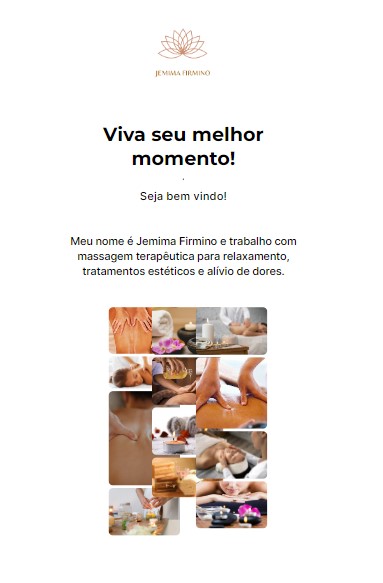 JEMIMA FIRMINO
Viva seu melhor
momento!
.
Seja bem vindo!
Meu nome é Jemima Firmino e trabalho com
massagem terapêutica para relaxamento,
tratamentos estéticos e alívio de dores.